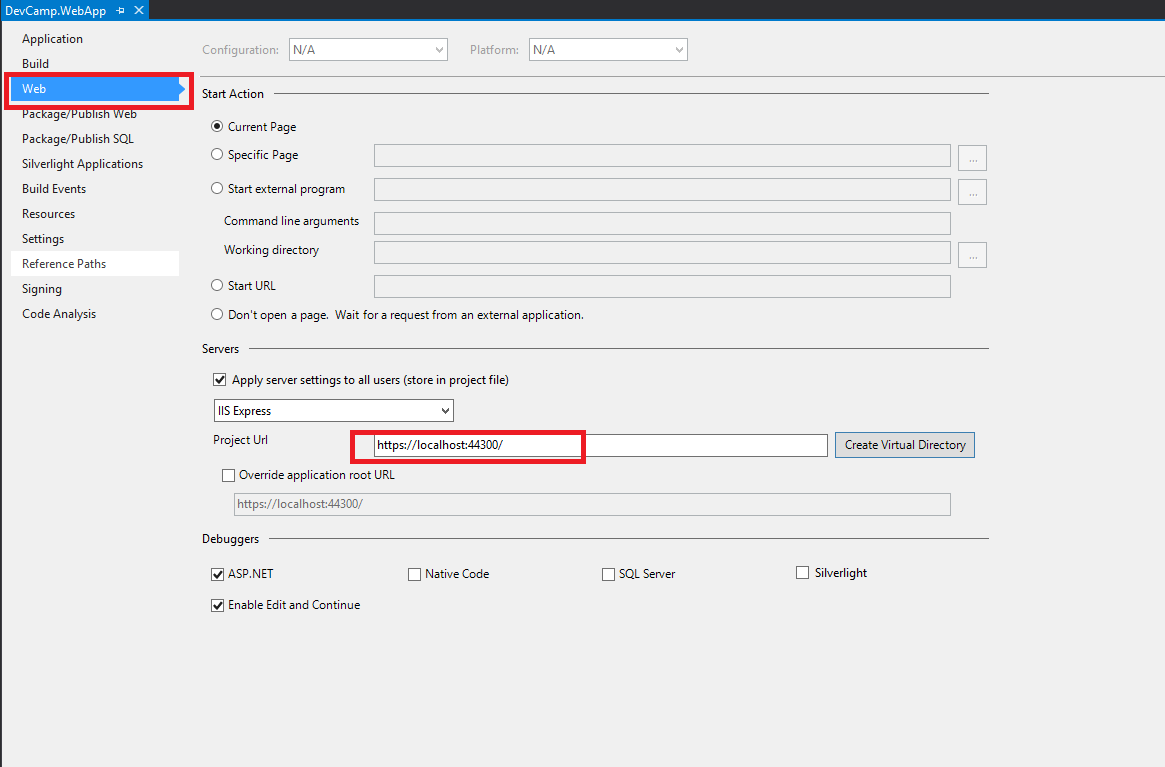 DevCamp.WebApp
Application
Build
Web
Package/Publish Web
Package/Publish SQL
Silverlight Applications
Build Events
Resources
Settings
Reference Paths
Signing
Code Analysis
Configuration: N/A Platform: N/A
Start Action
Current Page
Specific Page ...
Start external program ...
Command line arguments
Working directory ...
Start URL
Don't open a page. Wait for a request from an external application.
Servers
Apply server settings to all users (store in project file)
IIS Express
Project Url https://localhost:44300/ Create Virtual Directory
Override application root URL
https://localhost:44300/
Debuggers
ASP.NET Native Code SQL Server Silverlight
Enable Edit and Continue